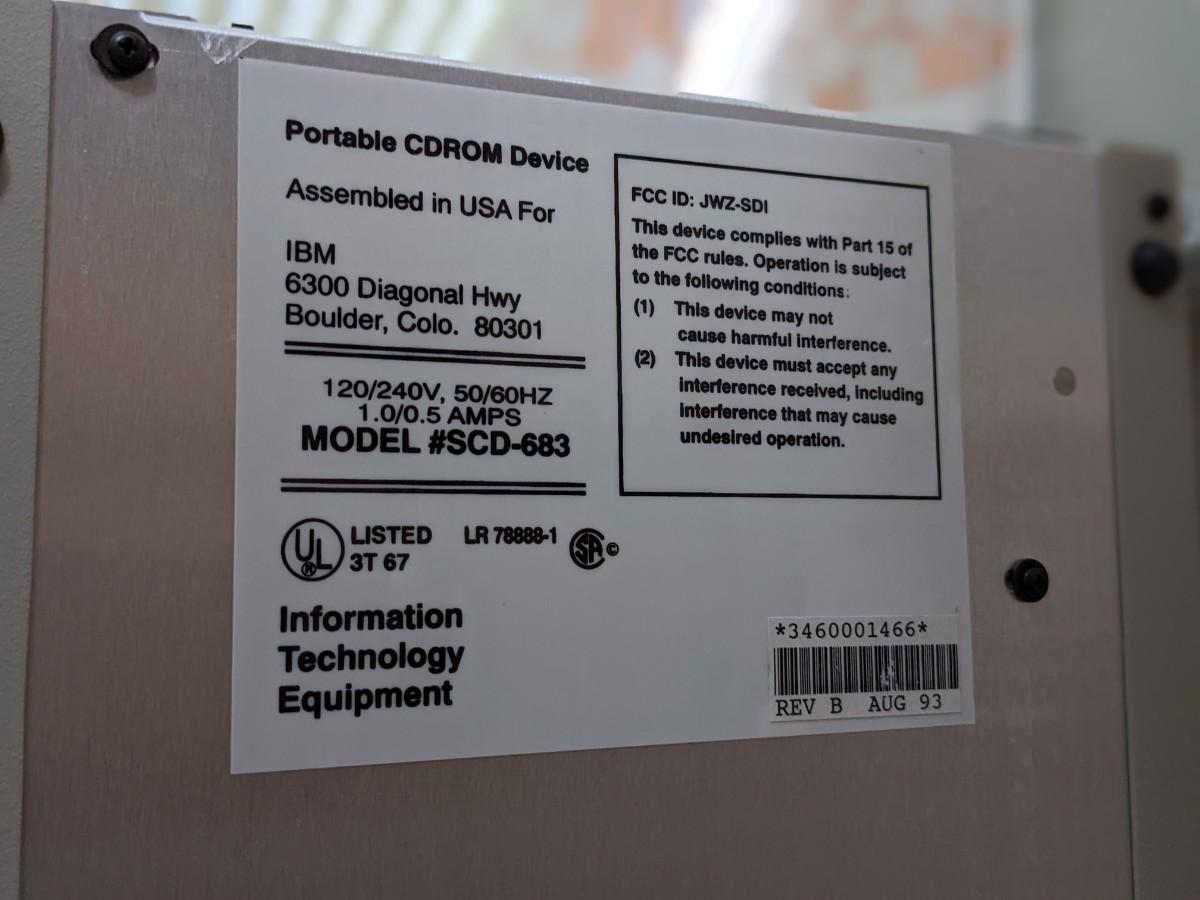 Portable CDROM Device
Assembled in USA For
IBM
6300 Diagonal Hwy
Boulder, Colo. 80301
120/240V, 50/60HZ
1.0/0.5 AMPS
MODEL #SCD-683
UL
®
LISTED
3T 67
LR 78888-1
SA
©
Information
Technology
Equipment
FCC ID: JWZ-SDI
This device complies with Part 15 of
the FCC rules. Operation is subject
to the following conditions:
(1) This device may not
cause harmful interference.
(2) This device must accept any
interference received, including
interference that may cause
undesired operation.
*3460001466*
REV B AUG 93